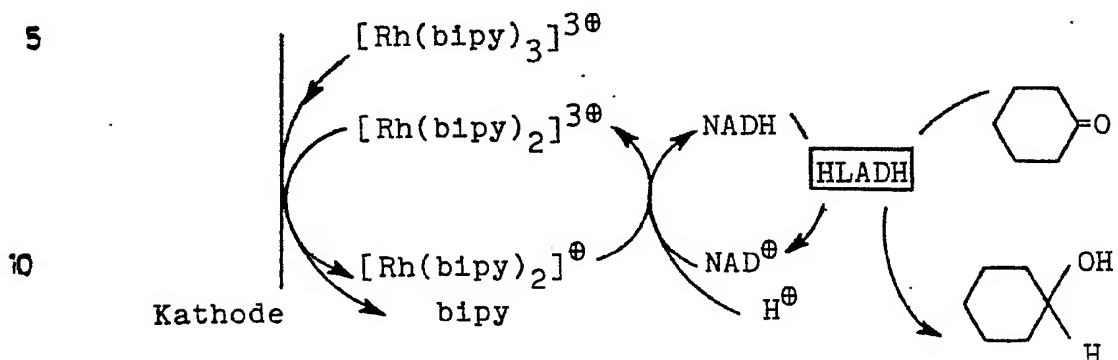 5 [Rh(bipy)₃]³⊕
[Rh(bipy)₂]³⊕ NADH =O
HLADH
10 [Rh(bipy)₂]⊕ NAD⊕ OH
Kathode bipy H⊕ H